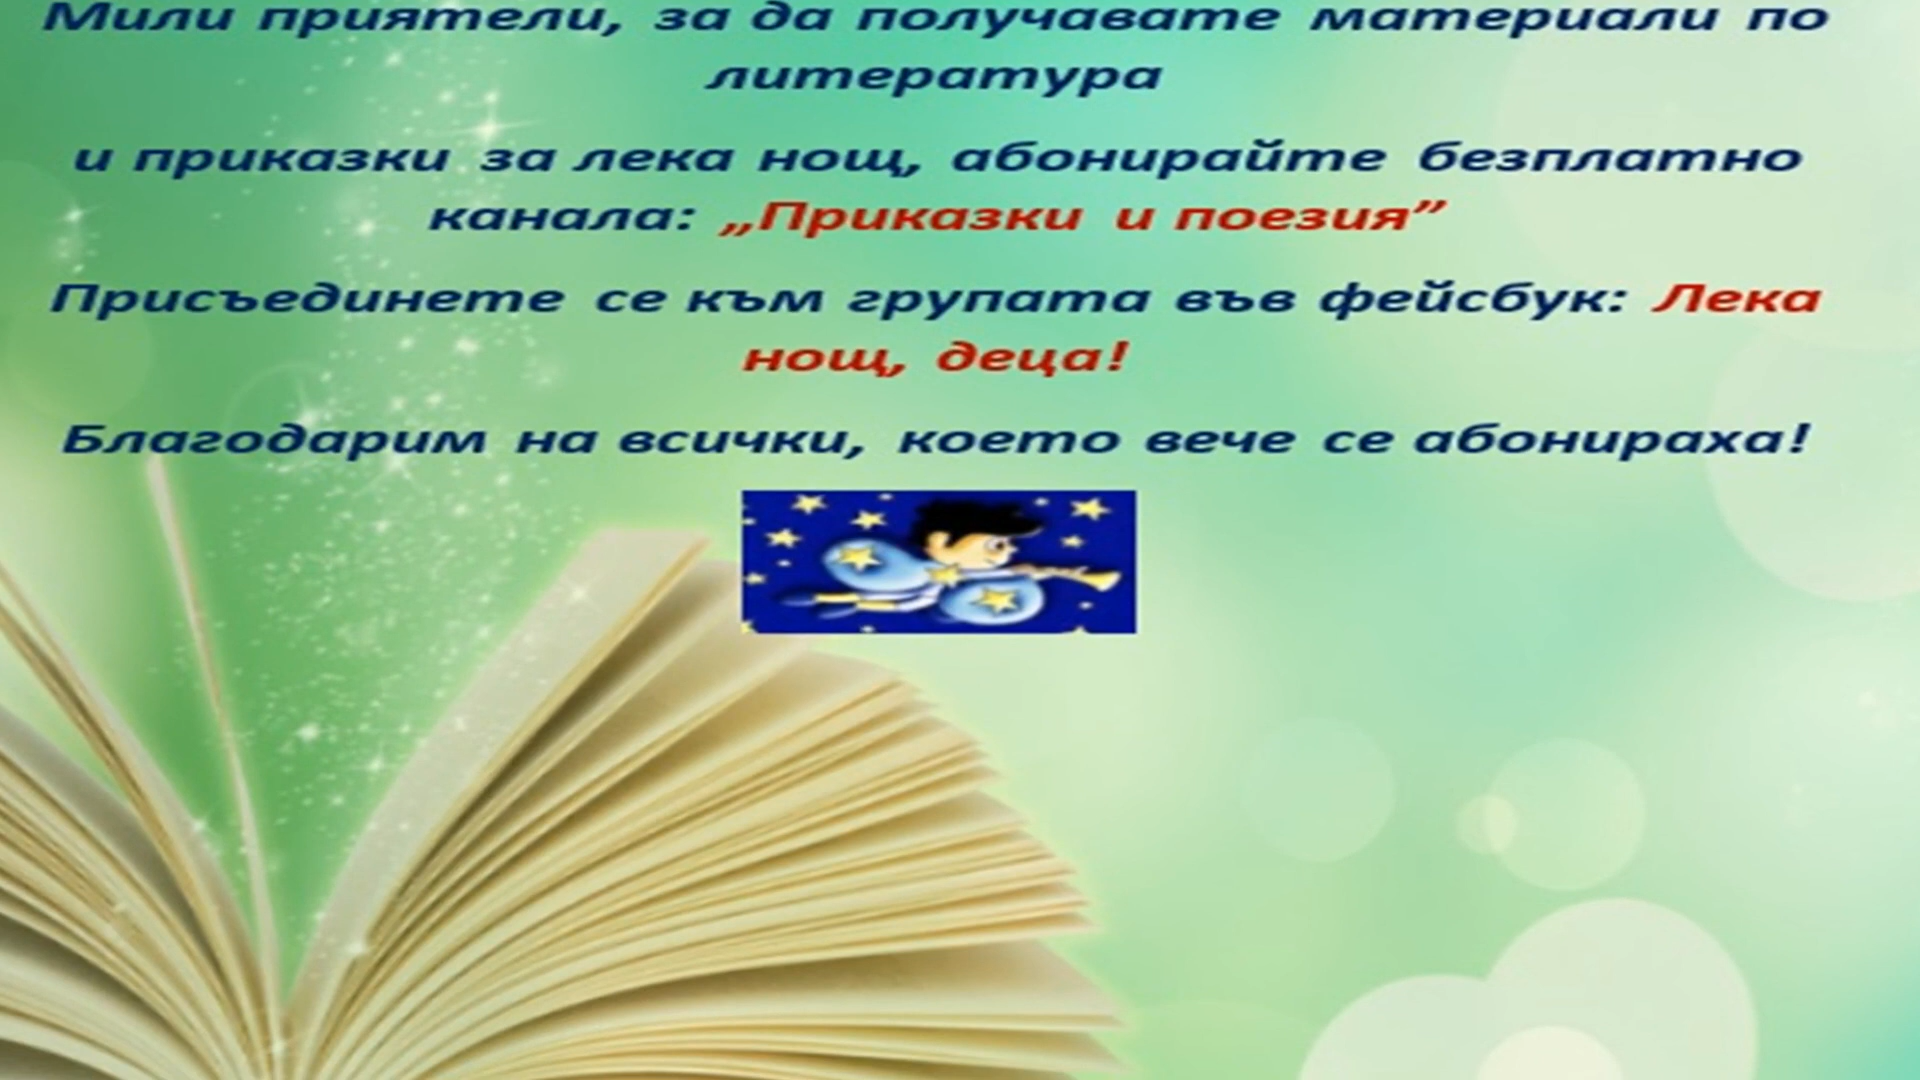 Мили приятели, за да получавате материали по
литература
и приказки за лека нощ, абонирайте безплатно
канала: „Приказки и поезия”
Присъединете се към групата във фейсбук: Лека
нощ, деца!
Благодарим на всички, което вече се абонираха!